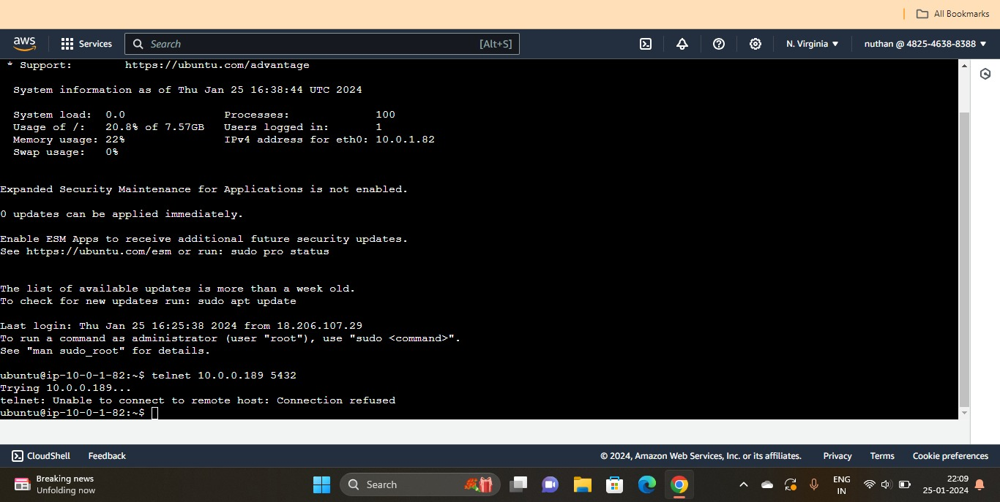 All Bookmarks
aws Services Search [Alt+S] N. Virginia nuthan @ 4825-4638-8388
* Support: https://ubuntu.com/advantage
System information as of Thu Jan 25 16:38:44 UTC 2024
System load: 0.0 Processes: 100
Usage of /: 20.8% of 7.57GB Users logged in: 1
Memory usage: 22% IPv4 address for eth0: 10.0.1.82
Swap usage: 0%
Expanded Security Maintenance for Applications is not enabled.
0 updates can be applied immediately.
Enable ESM Apps to receive additional future security updates.
See https://ubuntu.com/esm or run: sudo pro status
The list of available updates is more than a week old.
To check for new updates run: sudo apt update
Last login: Thu Jan 25 16:25:38 2024 from 18.206.107.29
To run a command as administrator (user "root"), use "sudo <command>".
See "man sudo_root" for details.
ubuntu@ip-10-0-1-82:~$ telnet 10.0.0.189 5432
Trying 10.0.0.189...
telnet: Unable to connect to remote host: Connection refused
ubuntu@ip-10-0-1-82:~$
CloudShell Feedback © 2024, Amazon Web Services, Inc. or its affiliates. Privacy Terms Cookie preferences
Breaking news
Unfolding now
Search
ENG
IN
22:09
25-01-2024